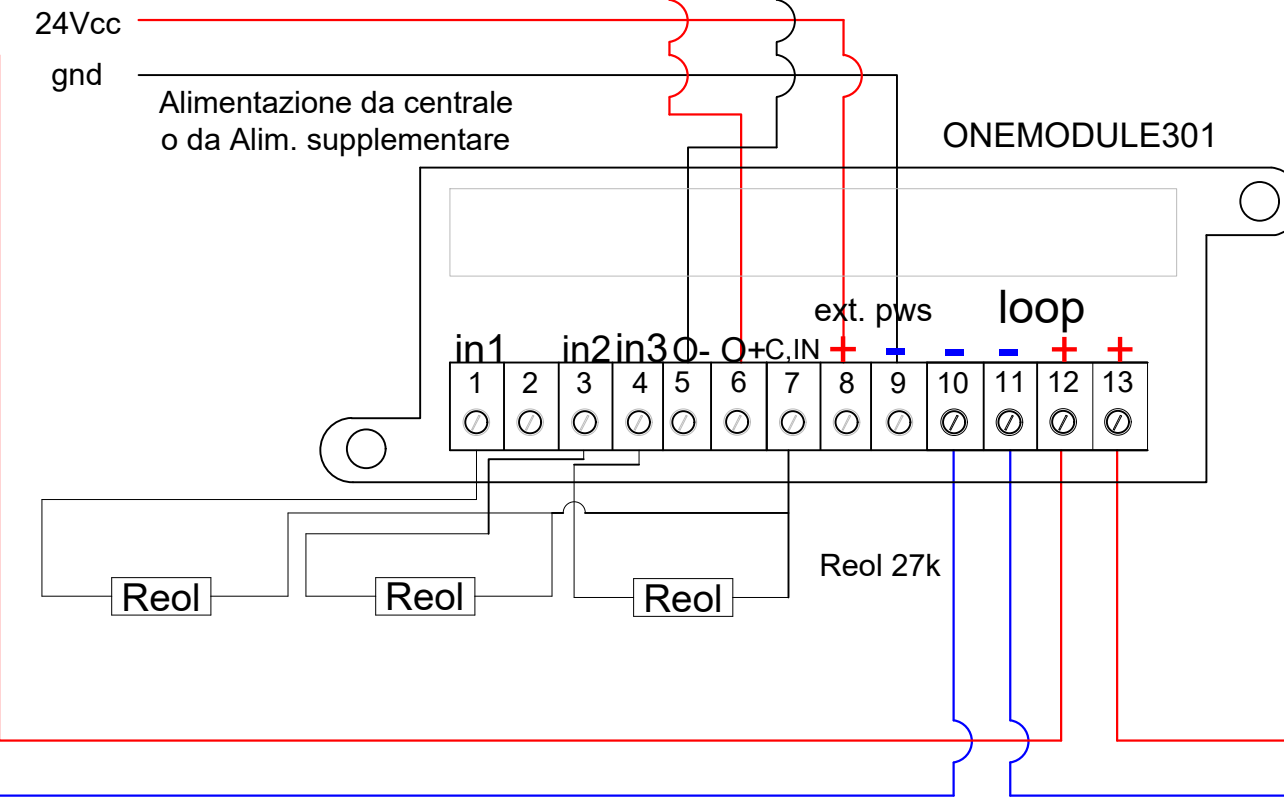 24Vcc
gnd
Alimentazione da centrale
o da Alim. supplementare
ONEMODULE301
ext. pws
loop
in1 in2 in3 O- O+ C,IN + - - - + +
1 2 3 4 5 6 7 8 9 10 11 12 13
Reol 27k
Reol Reol Reol